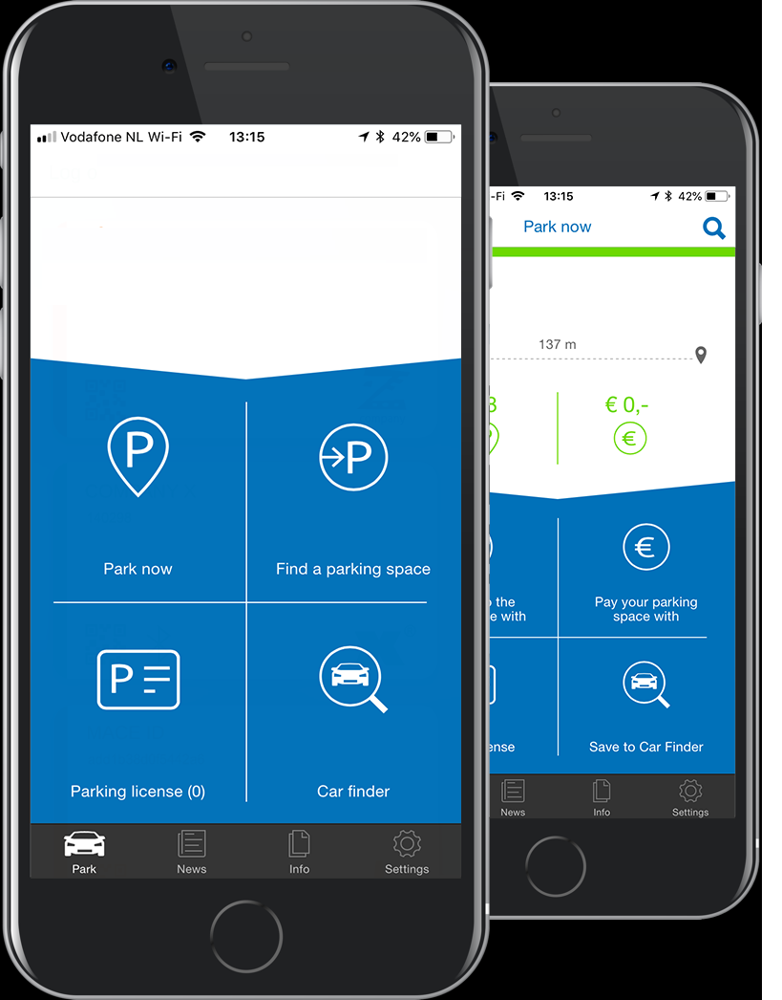 Vodafone NL Wi-Fi 13:15 42%
P
P
Park now
Find a parking space
P
Parking license (0)
Car finder
Park
News
Info
Settings
-Fi 13:15 42%
Park now
137 m
3
€ 0,-
€
€
the
e with
Pay your parking
space with
ense
Save to Car Finder
News
Info
Settings